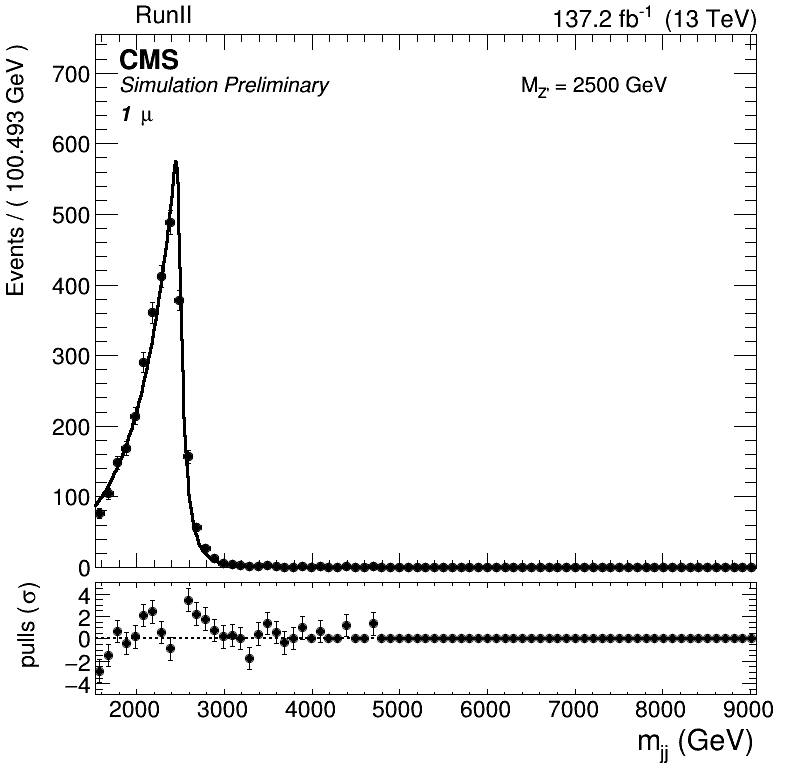 RunII
137.2 fb-1 (13 TeV)
CMS
Simulation Preliminary
MZ' = 2500 GeV
1 μ
Events / ( 100.493 GeV )
700
600
500
400
300
200
100
0
pulls (σ)
4
2
0
−2
−4
2000 3000 4000 5000 6000 7000 8000 9000
mjj (GeV)